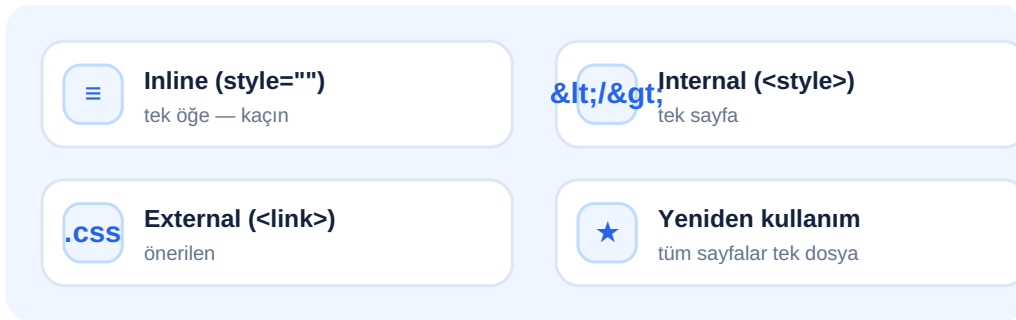 ≡ Inline (style="")
tek öğe — kaçın
&lt;/&gt; Internal (<style>)
tek sayfa
.css External (<link>)
önerilen
★ Yeniden kullanım
tüm sayfalar tek dosya